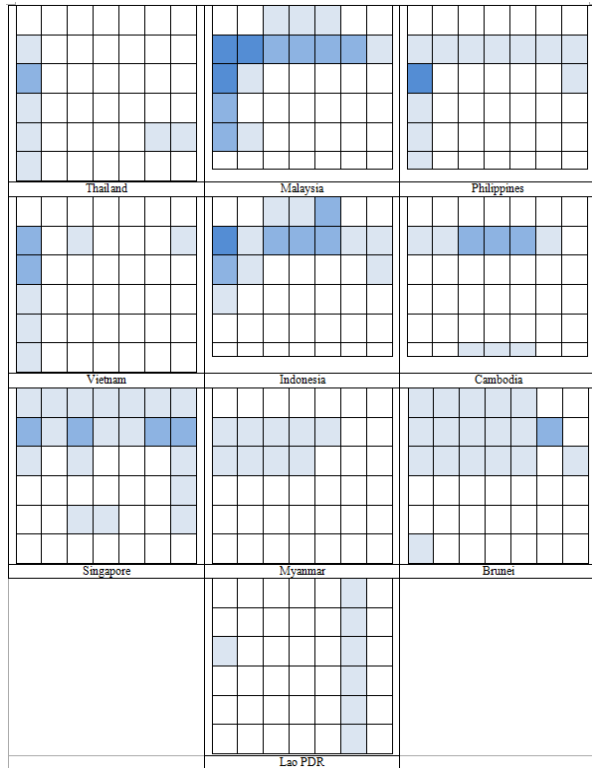 Thailand
Malaysia
Philippines
Vietnam
Indonesia
Cambodia
Singapore
Myanmar
Brunei
Lao PDR